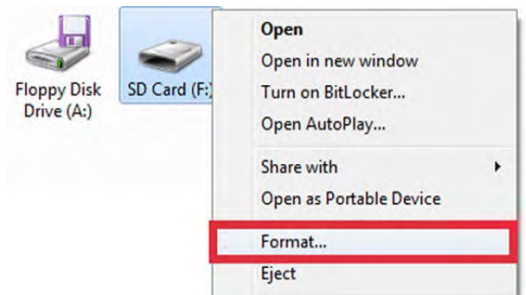 Floppy Disk
Drive (A:)
SD Card (F:)
Open
Open in new window
Turn on BitLocker...
Open AutoPlay...
Share with
Open as Portable Device
Format...
Eject